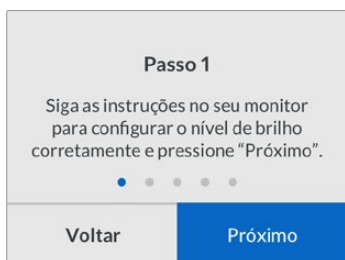 Passo 1
Siga as instruções no seu monitor
para configurar o nível de brilho
corretamente e pressione “Próximo”.
Voltar
Próximo